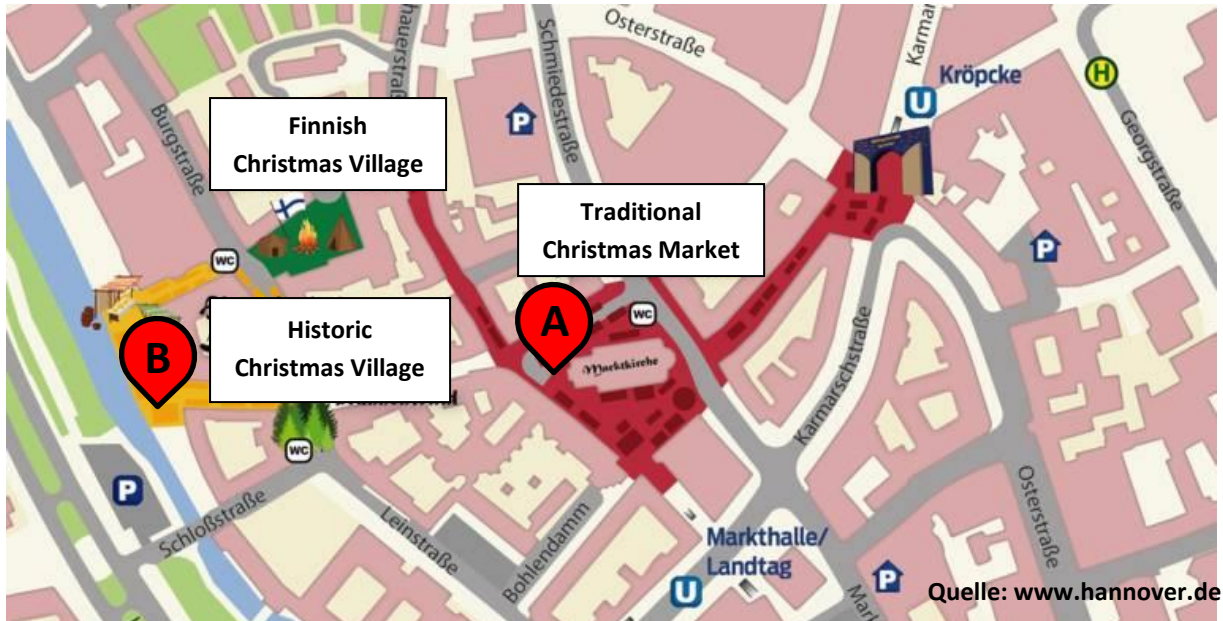 Osterstraße
Karmar
Kröpcke
U
H
Georgstraße
hauerstraße
Schmiedestraße
P
Burgstraße
Finnish
Christmas Village
Traditional
Christmas Market
P
WC
A
WC
B
Historic
Christmas Village
Marktkirche
Karmarschstraße
WC
P
Schloßstraße
Leinstraße
Bohlendamm
Markthalle/
Landtag
U
Osterstraße
P
Mark
Quelle: www.hannover.de